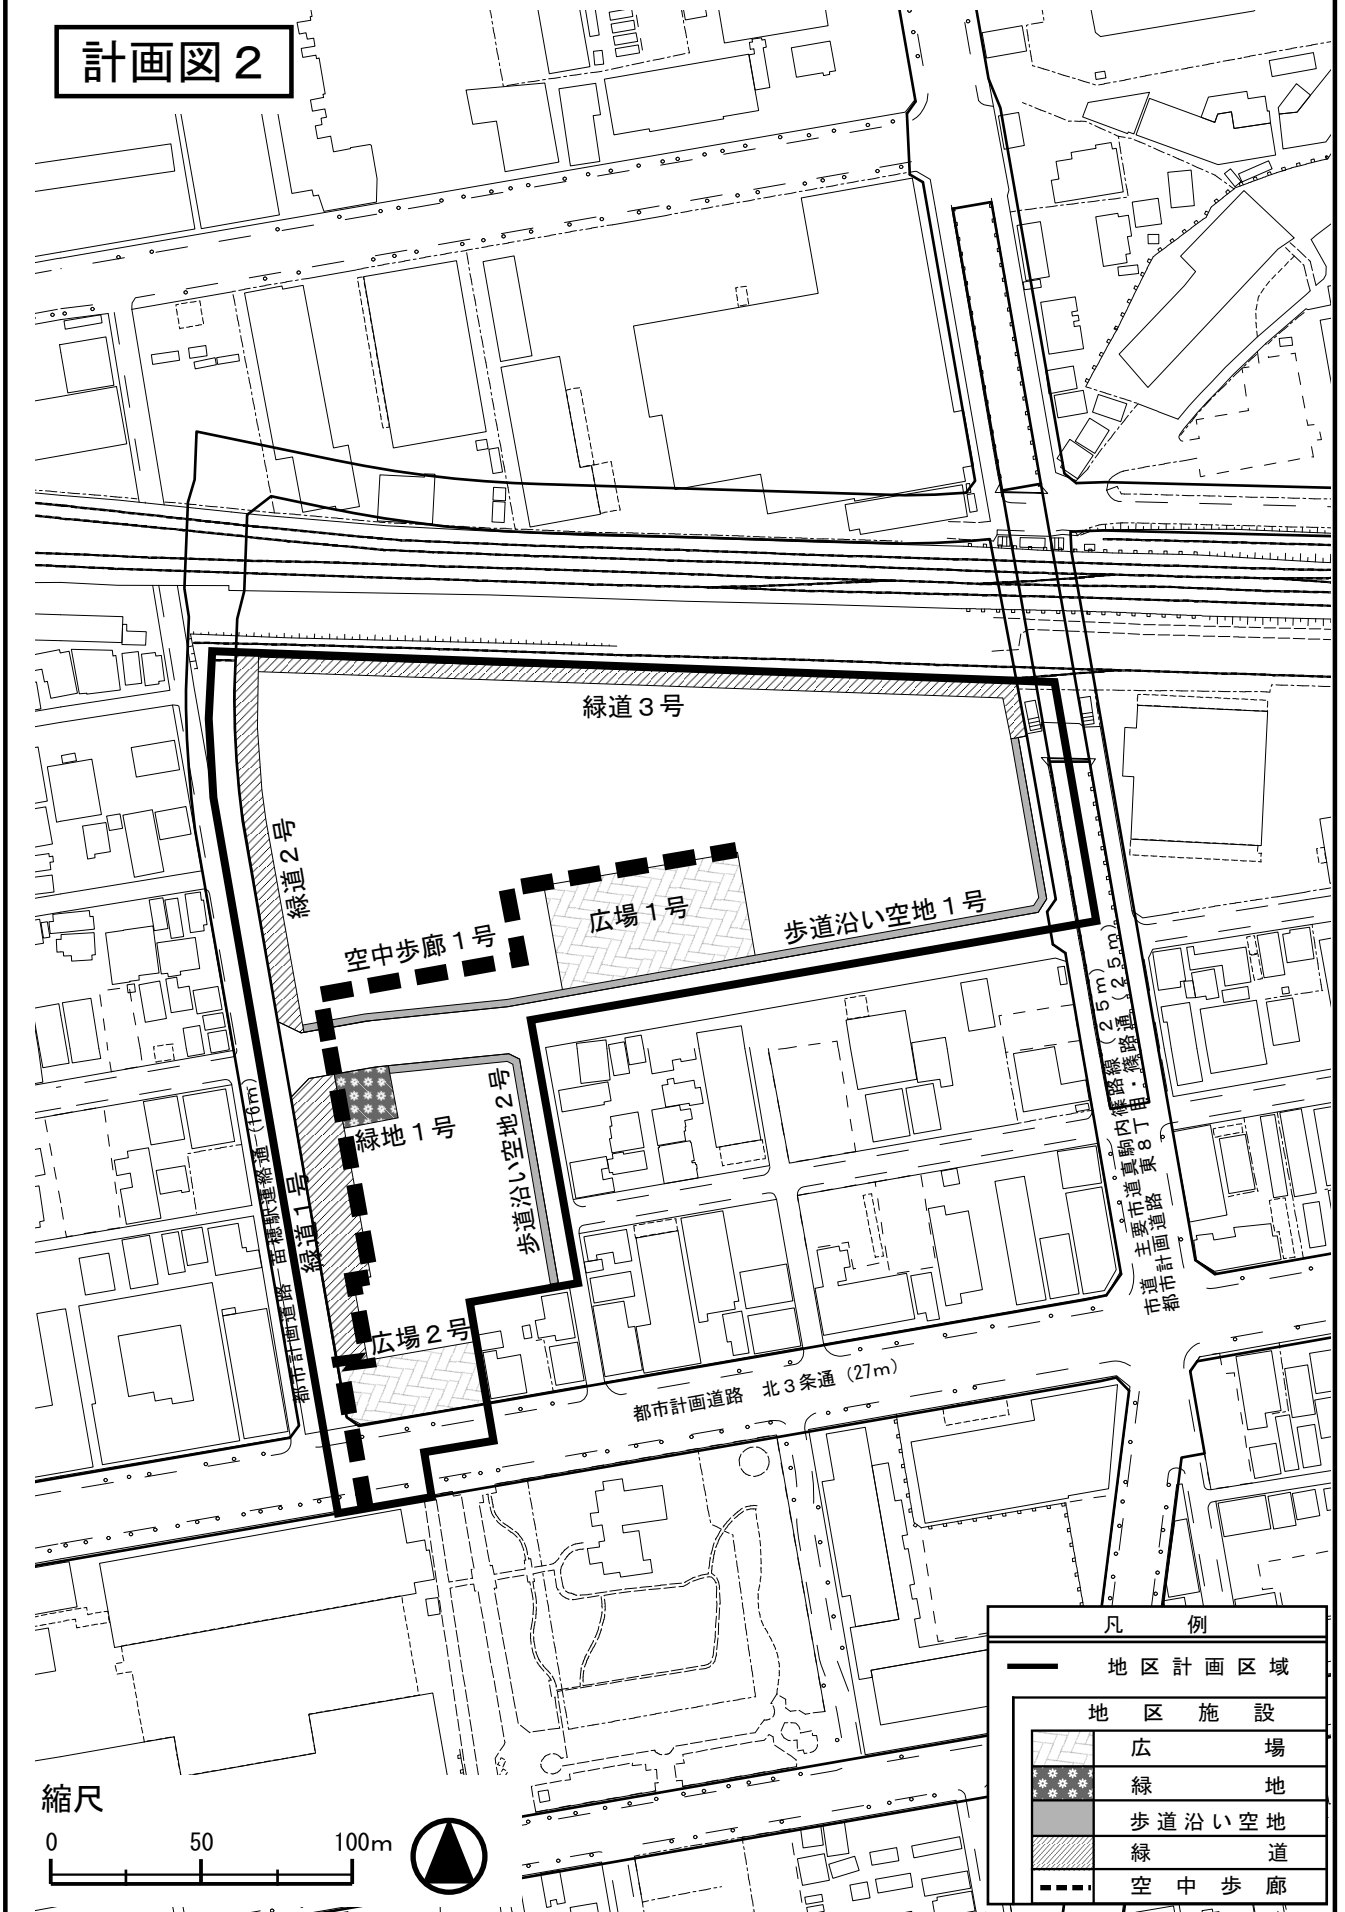 計画図２
緑道３号
緑道２号
広場１号
歩道沿い空地１号
空中歩廊１号
緑地１号
歩道沿い空地２号
緑道１号
都市計画道路　苗穂駅連絡通（16m）
広場２号
都市計画道路　北３条通（27m）
市道　主要市道真駒内篠路線（２５ｍ）
都市計画道路　東８丁目・篠路通（２５ｍ）
凡例
地区計画区域
地区施設
広場
緑地
歩道沿い空地
緑道
空中歩廊
縮尺
0 50 100m